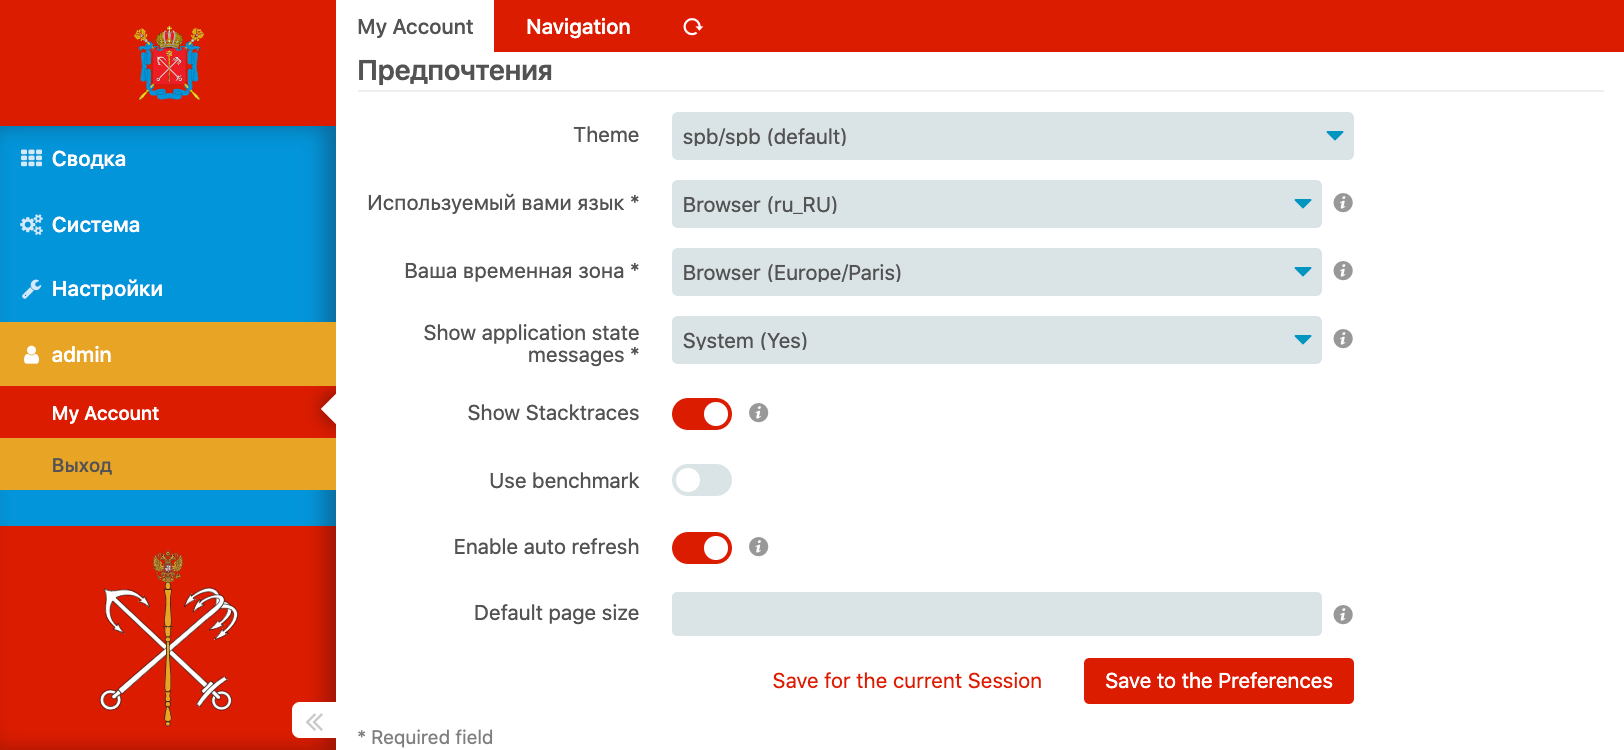 My Account
Navigation
Сводка
Система
Настройки
admin
My Account
Выход
Предпочтения
Theme
spb/spb (default)
Используемый вами язык *
Browser (ru_RU)
Ваша временная зона *
Browser (Europe/Paris)
Show application state
messages *
System (Yes)
Show Stacktraces
Use benchmark
Enable auto refresh
Default page size
Save for the current Session
Save to the Preferences
* Required field